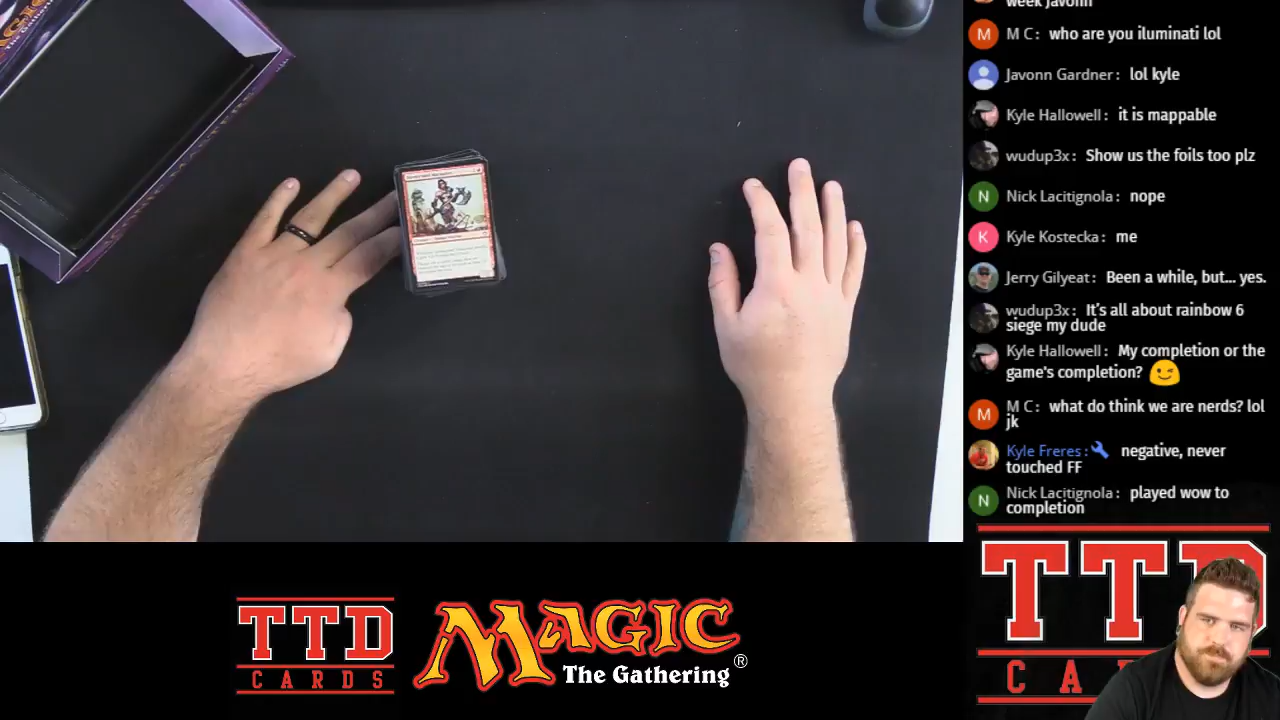 MAGIC
The Gathering
week Javonn
M C: who are you iluminati lol
Javonn Gardner: lol kyle
Kyle Hallowell: it is mappable
wudup3x: Show us the foils too plz
Nick Lacitignola: nope
Kyle Kostecka: me
Jerry Gilyeat: Been a while, but... yes.
wudup3x: It's all about rainbow 6
siege my dude
Kyle Hallowell: My completion or the
game's completion? 😉
M C: what do think we are nerds? lol
jk
Kyle Freres: negative, never
touched FF
Nick Lacitignola: played wow to
completion
TTD
CARDS
MAGIC
The Gathering®
TTD
CA